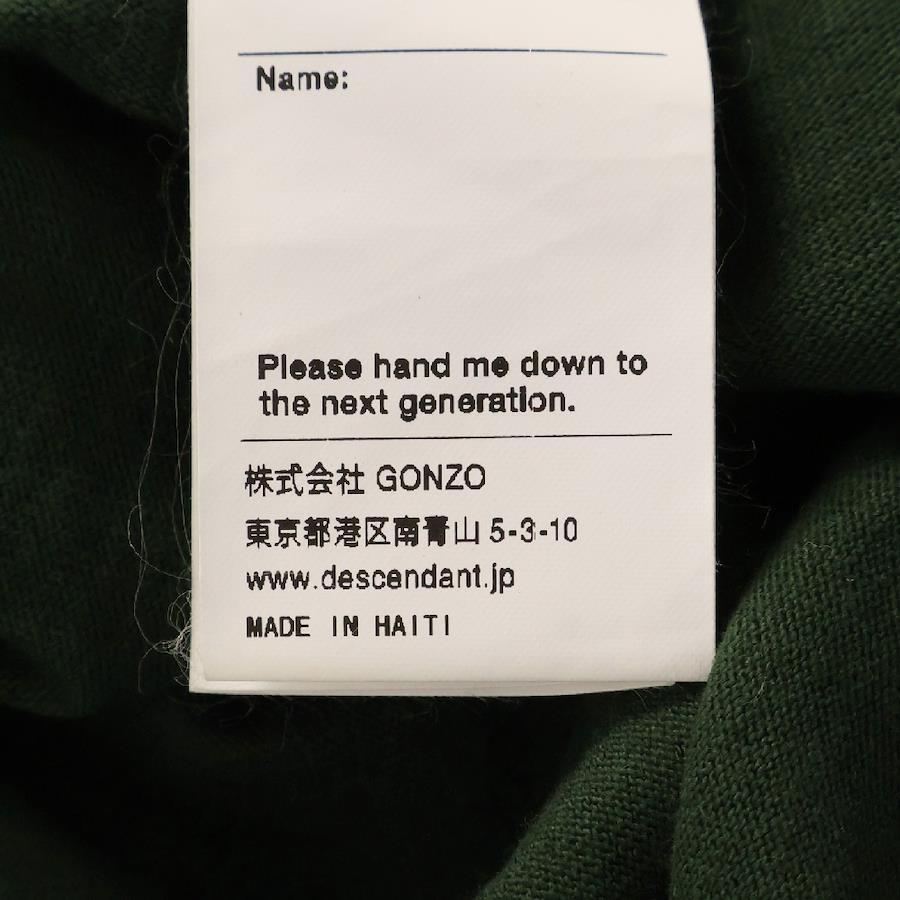 Name:
Please hand me down to
the next generation.
株式会社 GONZO
東京都港区南青山 5-3-10
www.descendant.jp
MADE IN HAITI